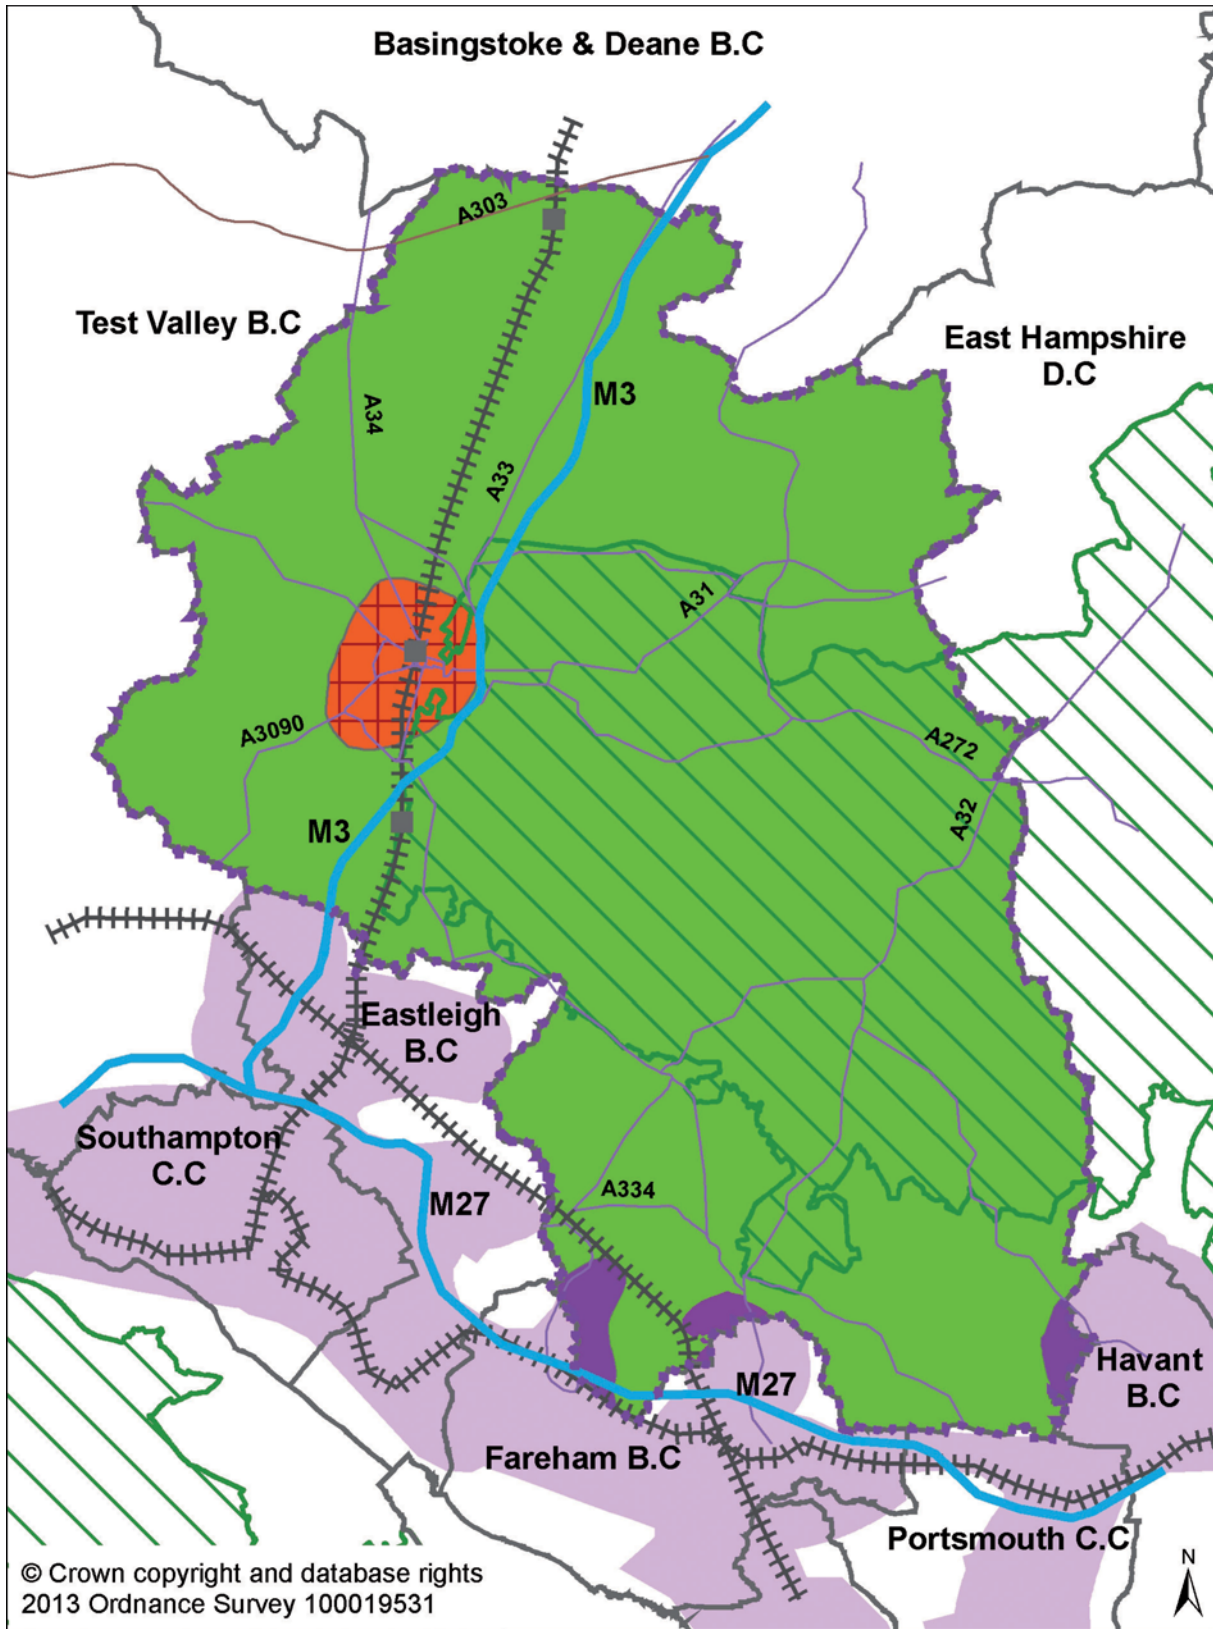 Basingstoke & Deane B.C
A303
Test Valley B.C
East Hampshire
D.C
M3
A34
A33
A31
A3090
A272
A32
M3
Eastleigh
B.C
Southampton
C.C
A334
M27
Havant
B.C
M27
Fareham B.C
Portsmouth C.C
N
© Crown copyright and database rights
2013 Ordnance Survey 100019531